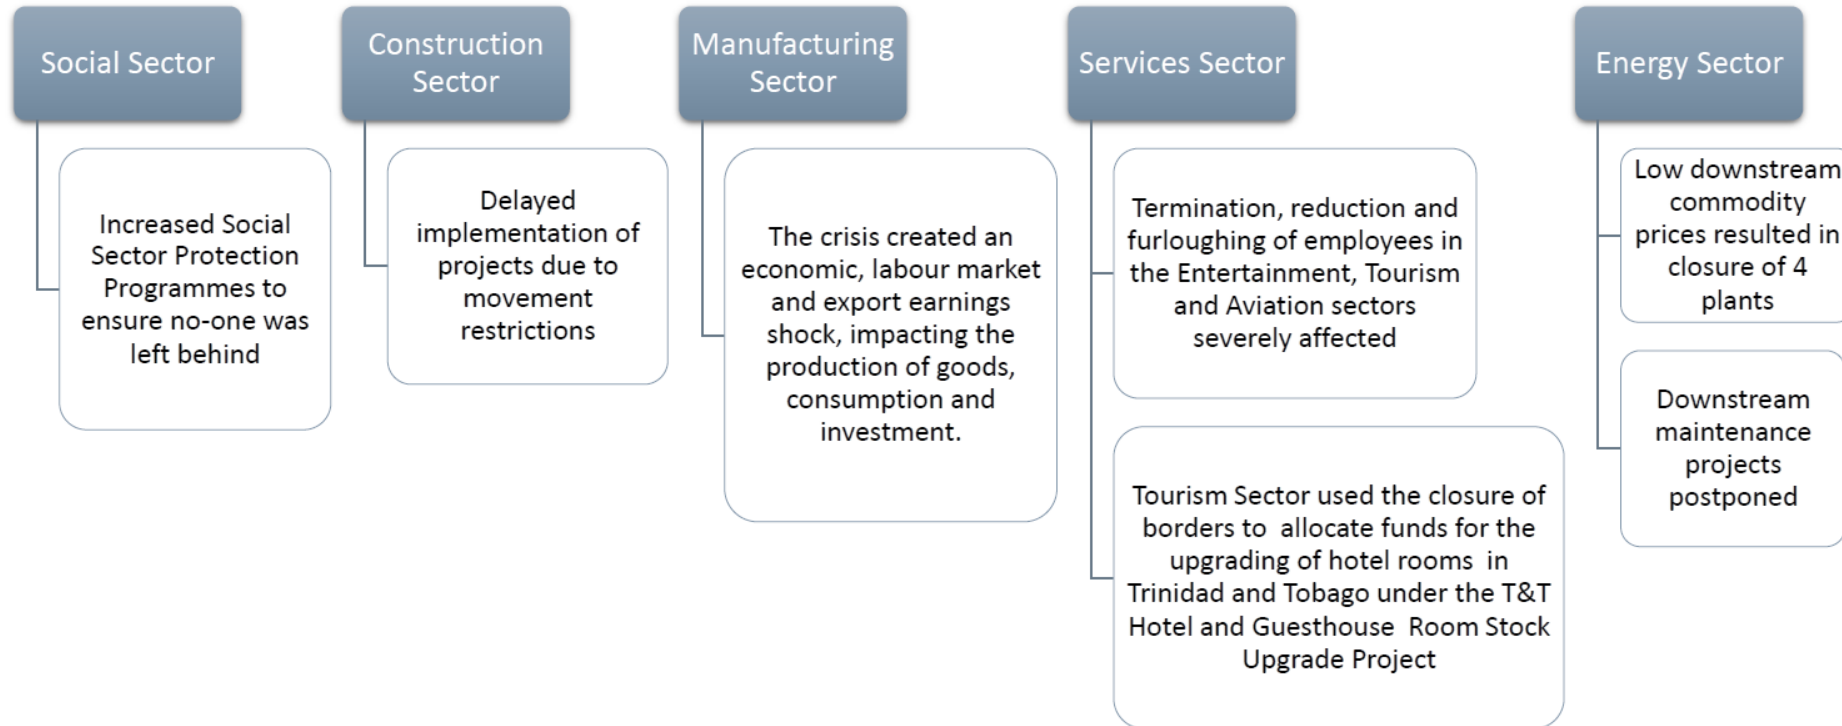 Social Sector
Increased Social
Sector Protection
Programmes to
ensure no-one was
left behind
Construction
Sector
Delayed
implementation of
projects due to
movement
restrictions
Manufacturing
Sector
The crisis created an
economic, labour market
and export earnings
shock, impacting the
production of goods,
consumption and
investment.
Services Sector
Termination, reduction and
furloughing of employees in
the Entertainment, Tourism
and Aviation sectors
severely affected
Tourism Sector used the closure of
borders to  allocate funds for the
upgrading of hotel rooms  in
Trinidad and Tobago under the T&T
Hotel and Guesthouse  Room Stock
Upgrade Project
Energy Sector
Low downstream
commodity
prices resulted in
closure of 4
plants
Downstream
maintenance
projects
postponed